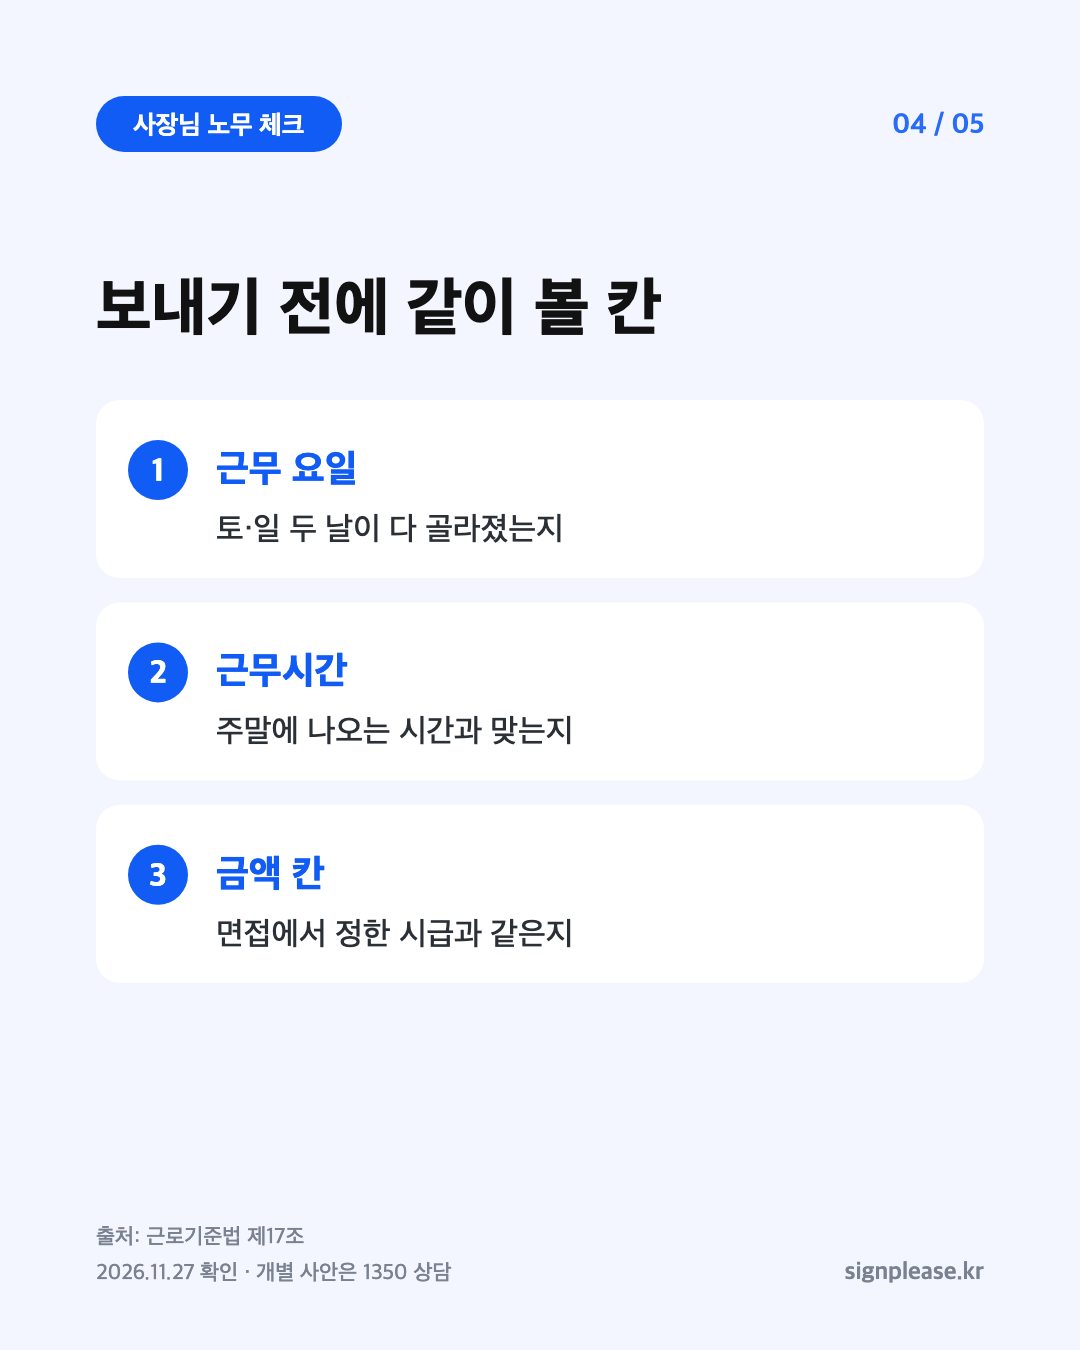 사장님 노무 체크
04 / 05
보내기 전에 같이 볼 칸
1 근무 요일
토·일 두 날이 다 골라졌는지
2 근무시간
주말에 나오는 시간과 맞는지
3 금액 칸
면접에서 정한 시급과 같은지
출처: 근로기준법 제17조
2026.11.27 확인 · 개별 사안은 1350 상담
signplease.kr